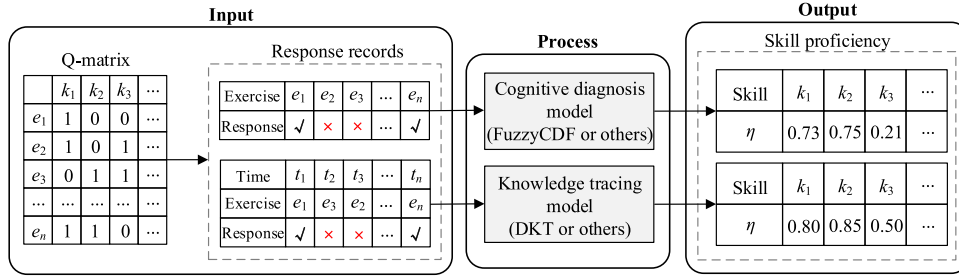 Input
Process
Output
Q-matrix
k1 k2 k3 ...
e1 1 0 0 ...
e2 1 0 1 ...
e3 0 1 1 ...
... ... ... ... ...
en 1 1 0 ...
Response records
Exercise e1 e2 e3 ... en
Response √ × × ... √
Time t1 t2 t3 ... tn
Exercise e1 e3 e2 ... en
Response √ × × ... √
Cognitive diagnosis
model
(FuzzyCDF or others)
Knowledge tracing
model
(DKT or others)
Skill proficiency
Skill k1 k2 k3 ...
η 0.73 0.75 0.21 ...
Skill k1 k2 k3 ...
η 0.80 0.85 0.50 ...